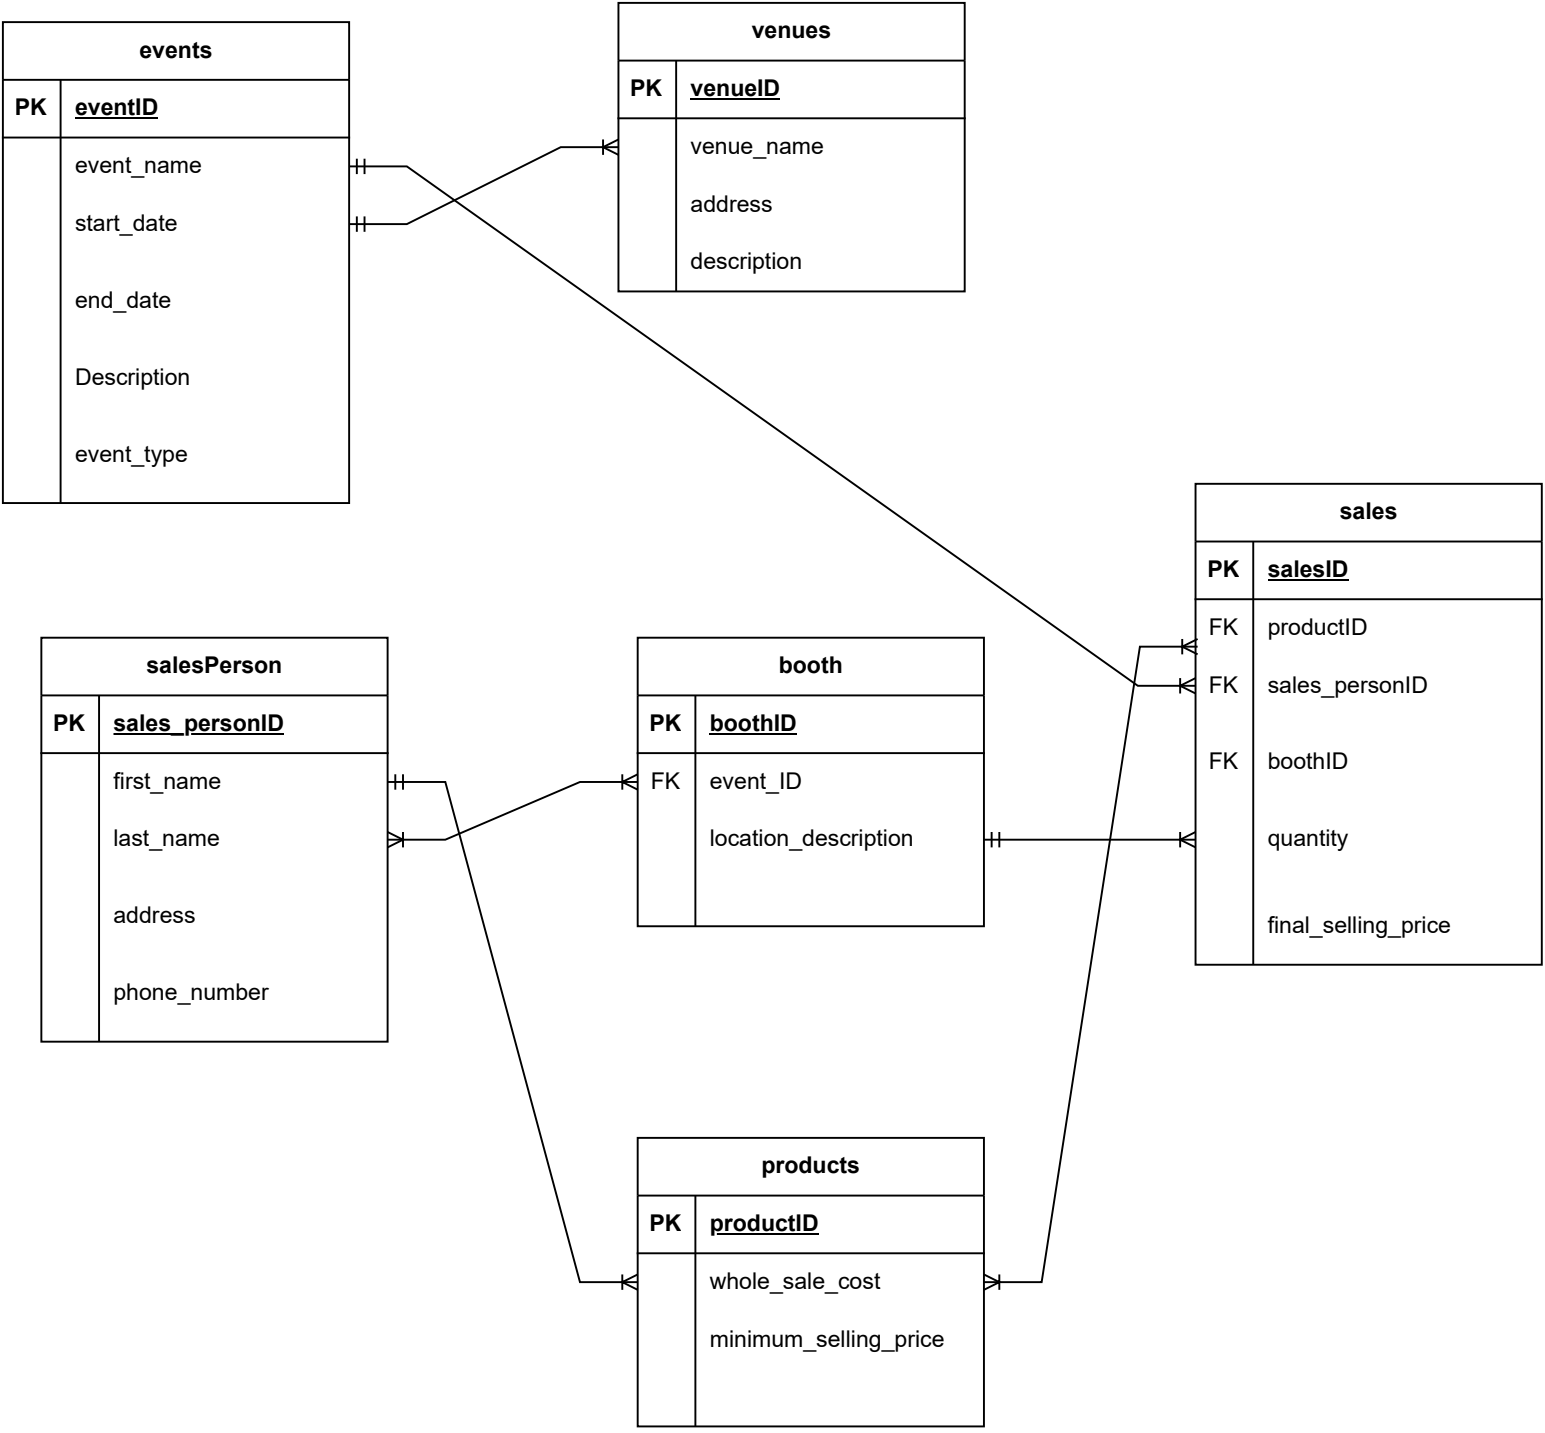 events
PK eventID
event_name
start_date
end_date
Description
event_type
venues
PK venueID
venue_name
address
description
sales
PK salesID
FK productID
FK sales_personID
FK boothID
quantity
final_selling_price
salesPerson
PK sales_personID
first_name
last_name
address
phone_number
booth
PK boothID
FK event_ID
location_description
products
PK productID
whole_sale_cost
minimum_selling_price